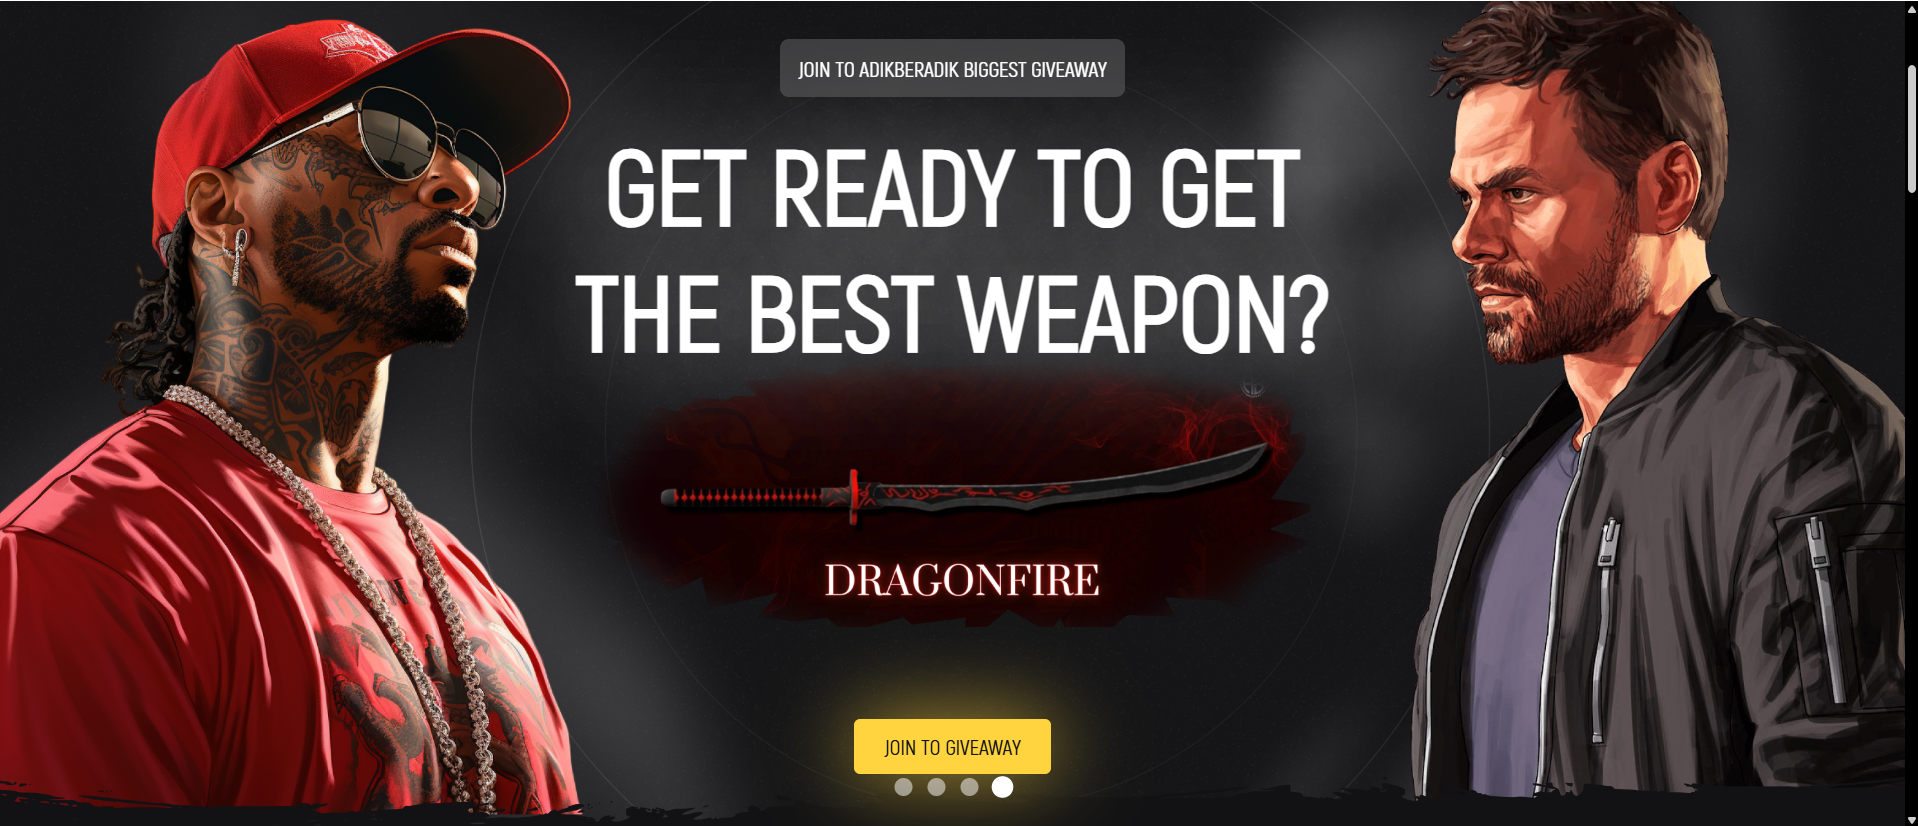 JOIN TO ADIKBERADIK BIGGEST GIVEAWAY
GET READY TO GET
THE BEST WEAPON?
DRAGONFIRE
JOIN TO GIVEAWAY